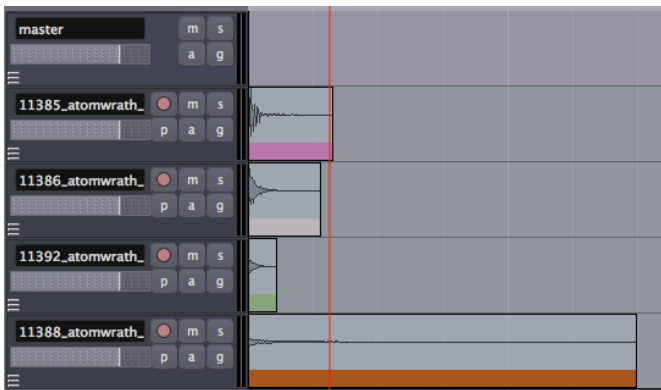 master
m s
a g
11385_atomwrath_
m s
p a g
11386_atomwrath_
m s
p a g
11392_atomwrath_
m s
p a g
11388_atomwrath_
m s
p a g